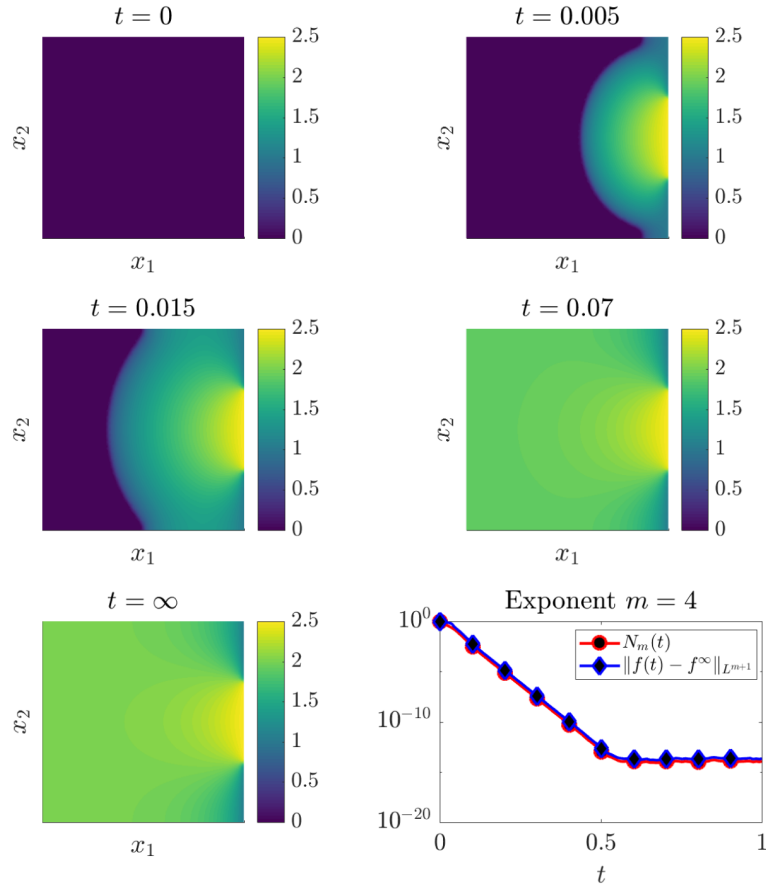 t = 0
2.5
2
1.5
1
0.5
0
x₂
x₁
t = 0.005
2.5
2
1.5
1
0.5
0
x₂
x₁
t = 0.015
2.5
2
1.5
1
0.5
0
x₂
x₁
t = 0.07
2.5
2
1.5
1
0.5
0
x₂
x₁
t = ∞
2.5
2
1.5
1
0.5
0
x₂
x₁
Exponent m = 4
10⁰
10⁻¹⁰
10⁻²⁰
N_m(t)
‖f(t) − f^∞‖_{L^{m+1}}
0 0.5 1
t